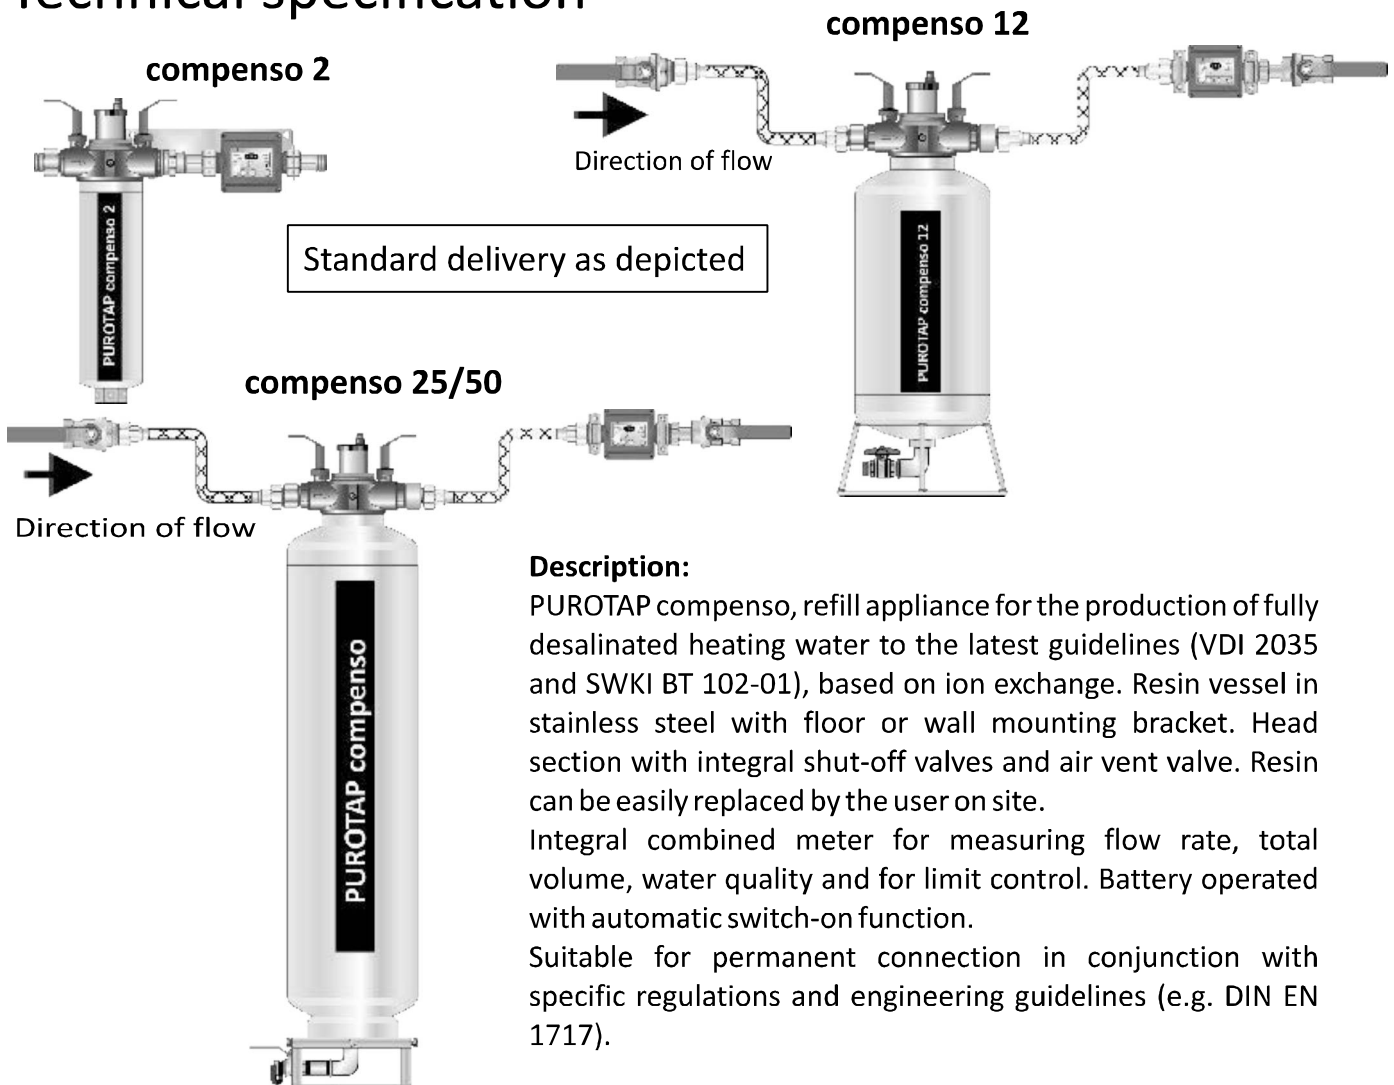 Technical specification
compenso 12
compenso 2
Direction of flow
PUROTAP compenso 2
PUROTAP compenso 12
Standard delivery as depicted
compenso 25/50
Direction of flow
PUROTAP compenso
Description:
PUROTAP compenso, refill appliance for the production of fully
desalinated heating water to the latest guidelines (VDI 2035
and SWKI BT 102-01), based on ion exchange. Resin vessel in
stainless steel with floor or wall mounting bracket. Head
section with integral shut-off valves and air vent valve. Resin
can be easily replaced by the user on site.
Integral combined meter for measuring flow rate, total
volume, water quality and for limit control. Battery operated
with automatic switch-on function.
Suitable for permanent connection in conjunction with
specific regulations and engineering guidelines (e.g. DIN EN
1717).